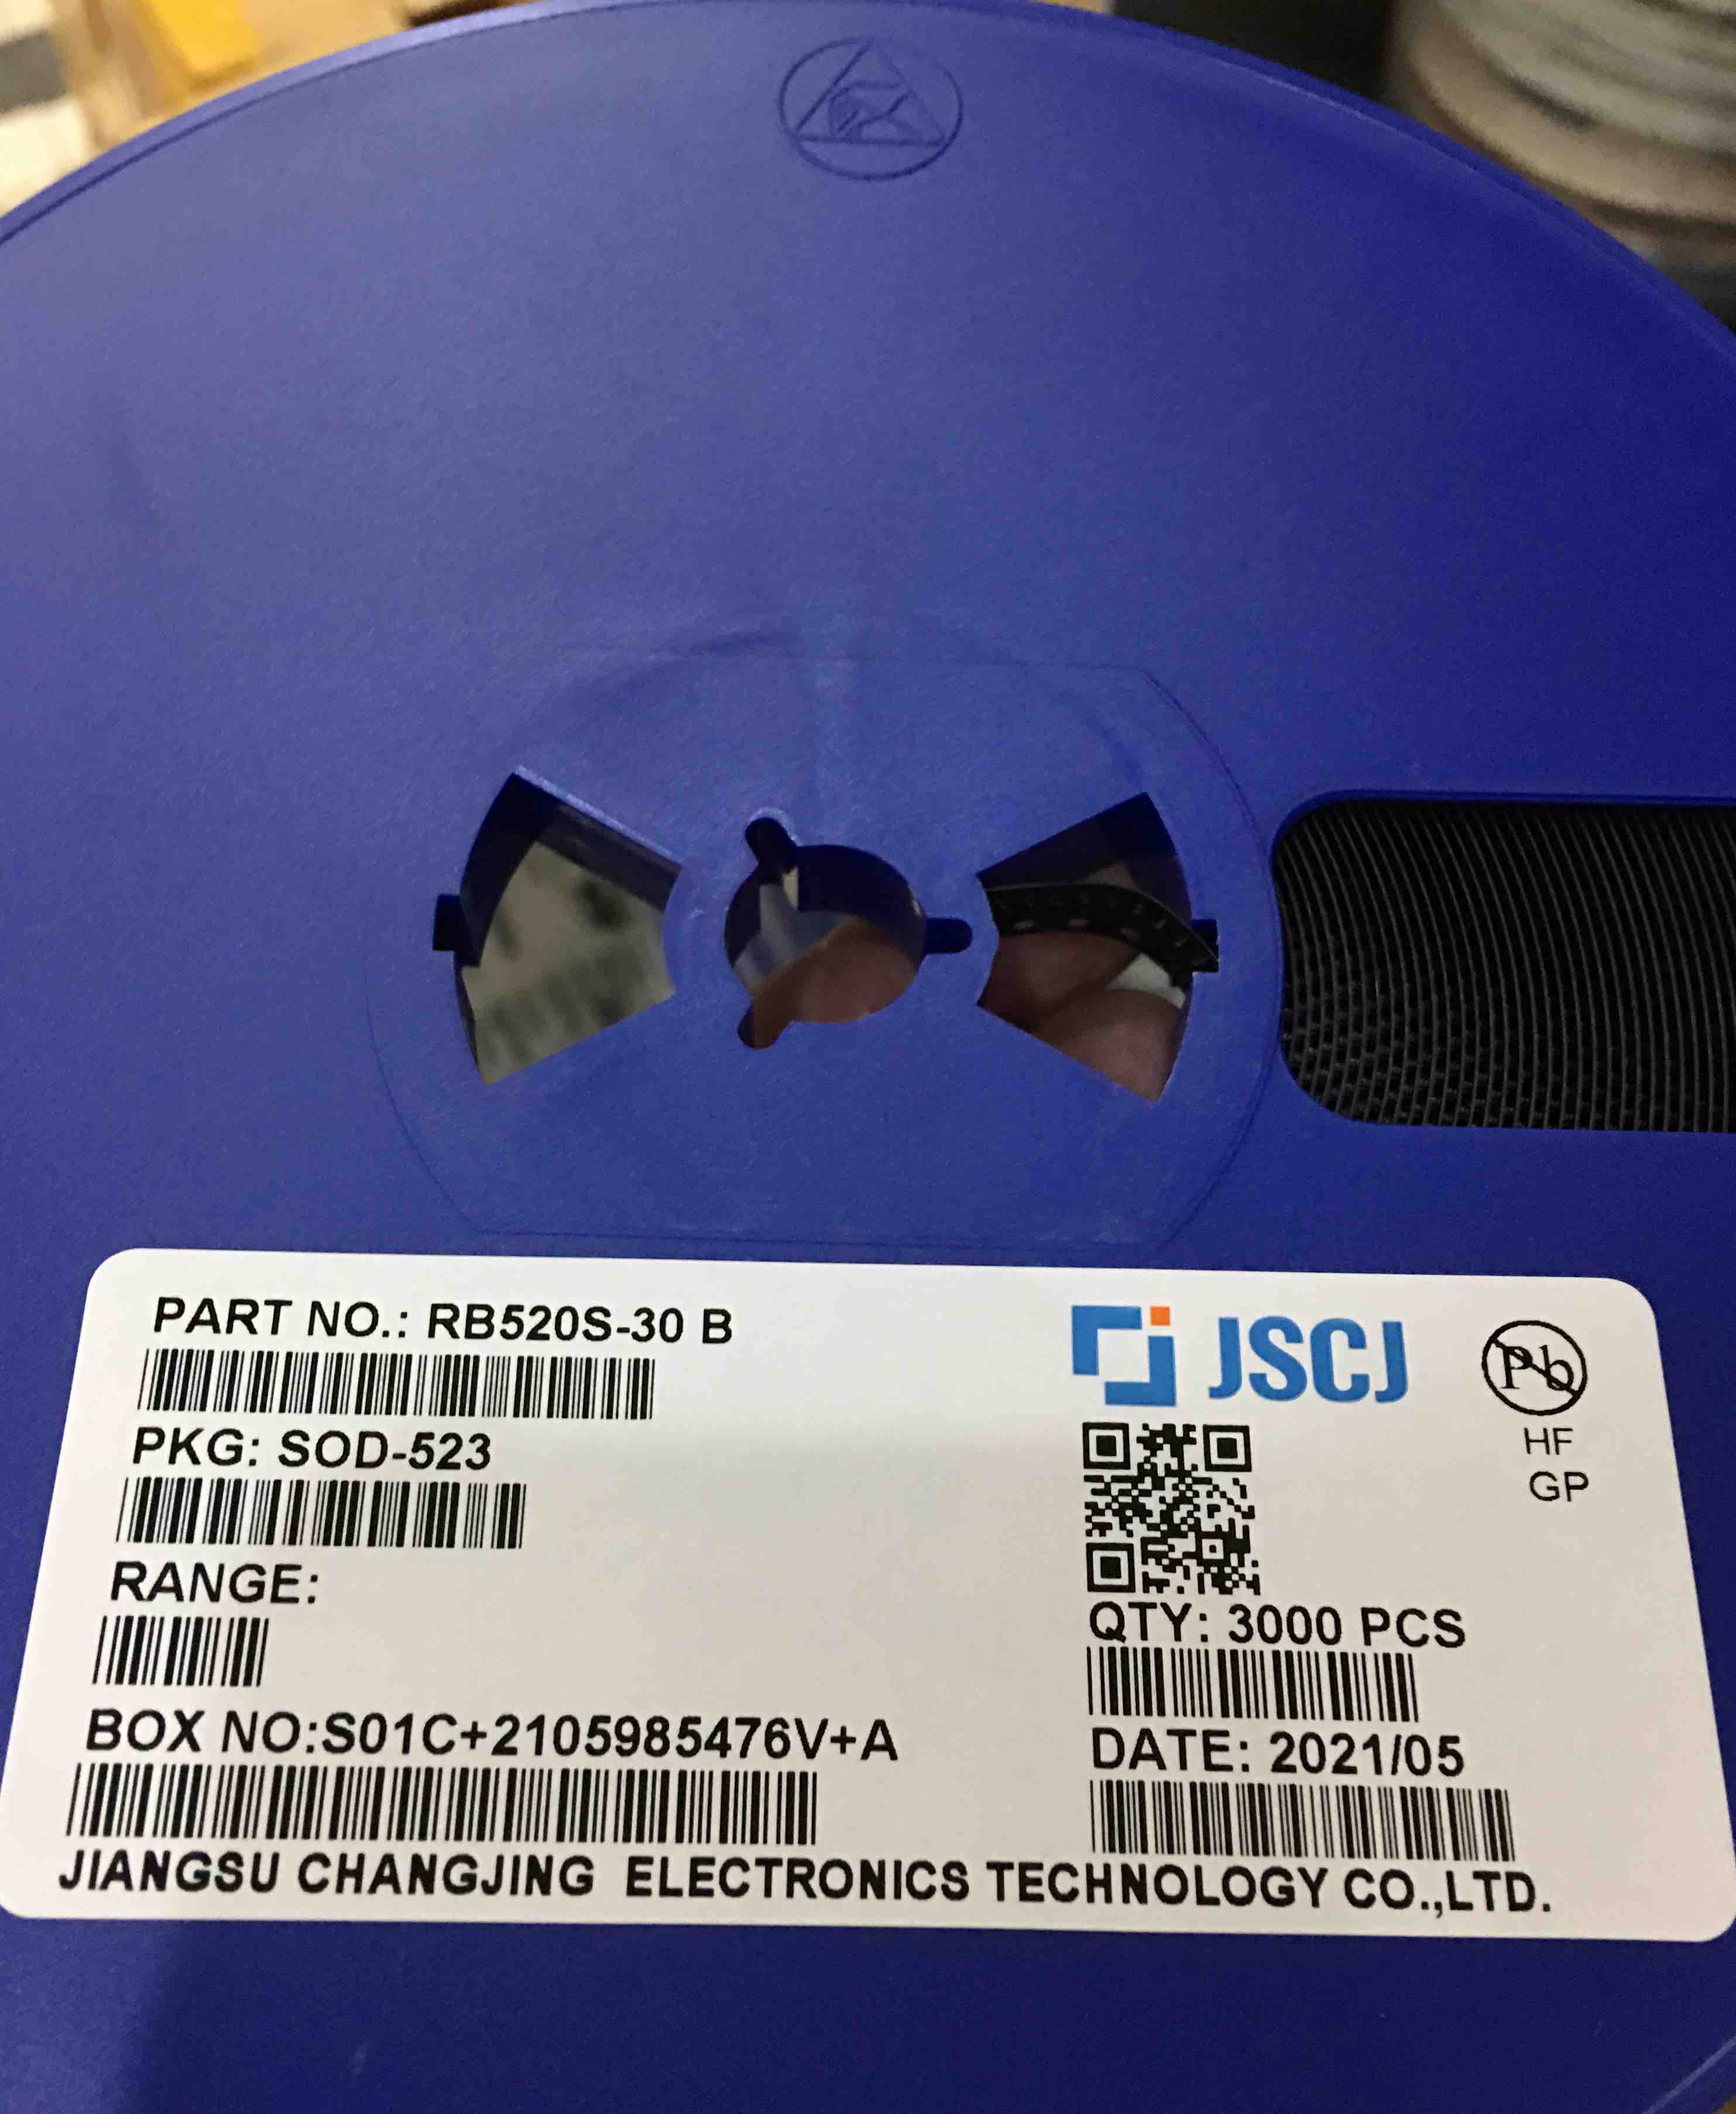 PART NO.: RB520S-30 B
JSCJ
Pb
HF
GP
PKG: SOD-523
RANGE:
QTY: 3000 PCS
BOX NO:S01C+2105985476V+A
DATE: 2021/05
JIANGSU CHANGJING ELECTRONICS TECHNOLOGY CO.,LTD.